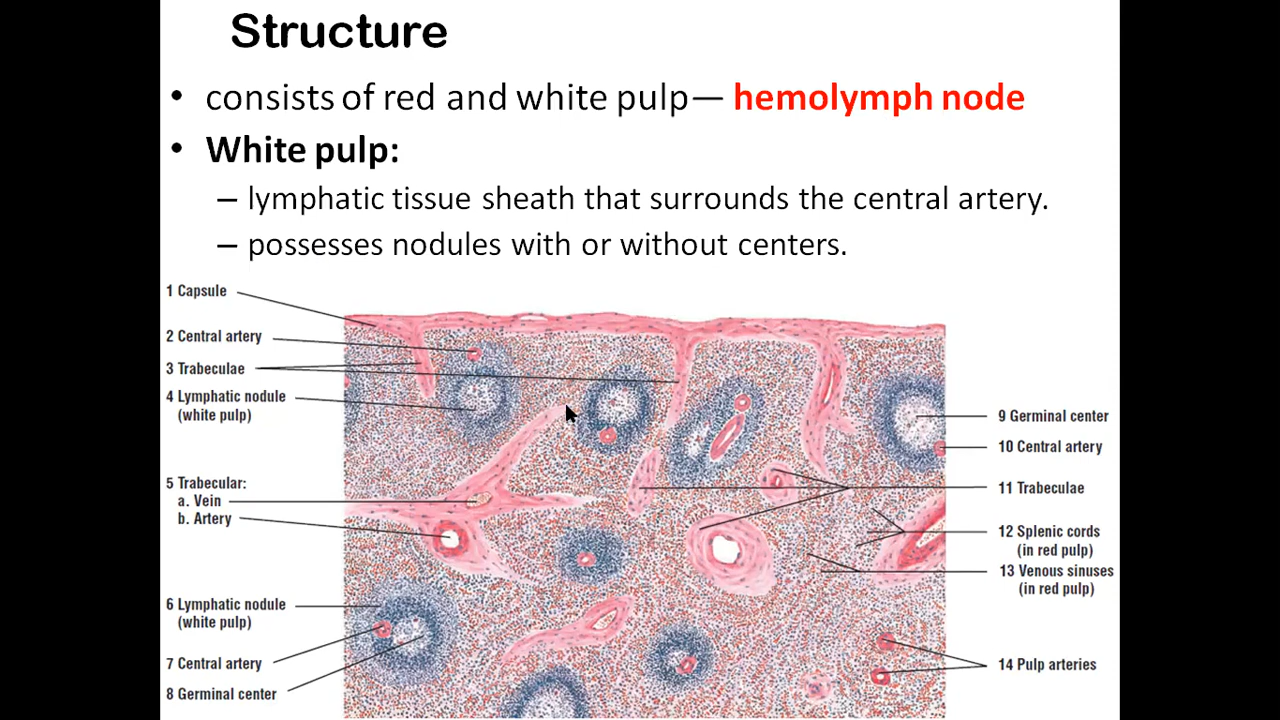 Structure
• consists of red and white pulp— hemolymph node
• White pulp:
– lymphatic tissue sheath that surrounds the central artery.
– possesses nodules with or without centers.
1 Capsule
2 Central artery
3 Trabeculae
4 Lymphatic nodule
(white pulp)
5 Trabecular:
a. Vein
b. Artery
6 Lymphatic nodule
(white pulp)
7 Central artery
8 Germinal center
9 Germinal center
10 Central artery
11 Trabeculae
12 Splenic cords
(in red pulp)
13 Venous sinuses
(in red pulp)
14 Pulp arteries